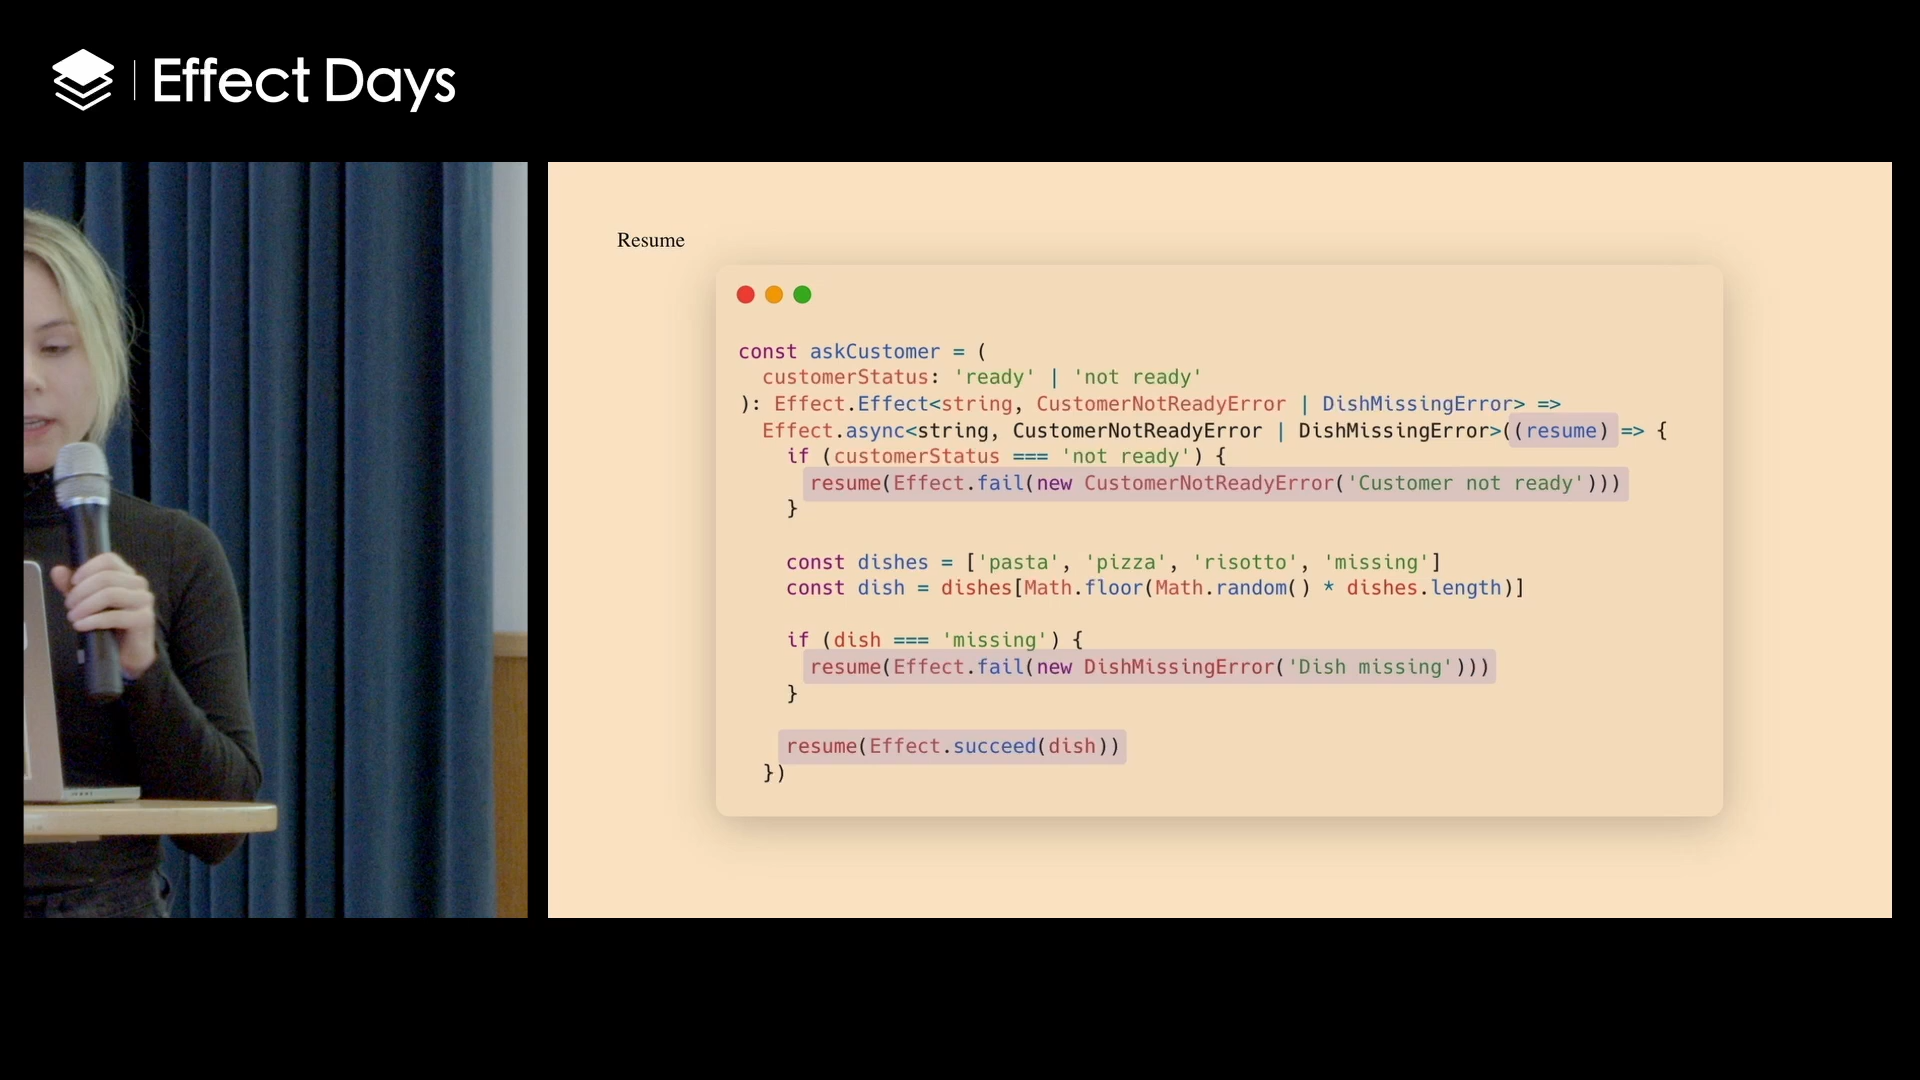 Effect Days
Resume
const askCustomer = (
  customerStatus: 'ready' | 'not ready'
): Effect.Effect<string, CustomerNotReadyError | DishMissingError> =>
  Effect.async<string, CustomerNotReadyError | DishMissingError>((resume) => {
    if (customerStatus === 'not ready') {
      resume(Effect.fail(new CustomerNotReadyError('Customer not ready')))
    }
    const dishes = ['pasta', 'pizza', 'risotto', 'missing']
    const dish = dishes[Math.floor(Math.random() * dishes.length)]
    if (dish === 'missing') {
      resume(Effect.fail(new DishMissingError('Dish missing')))
    }
    resume(Effect.succeed(dish))
  })